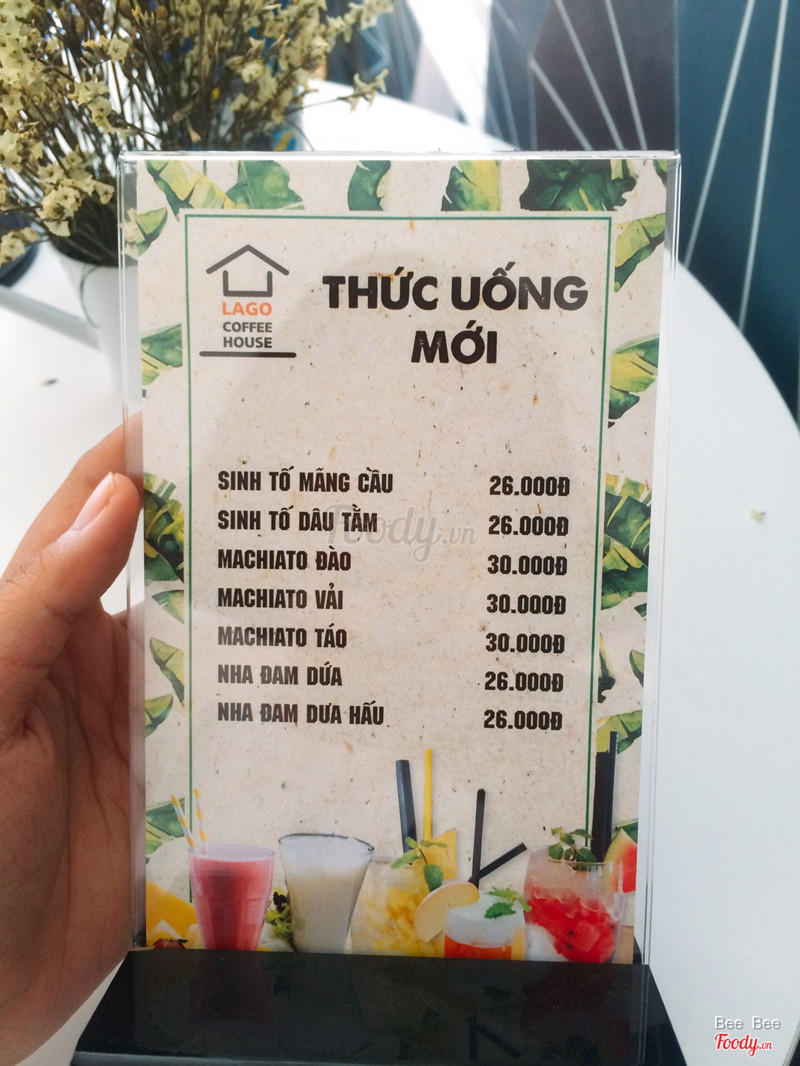 LAGO
COFFEE
HOUSE
THỨC UỐNG
MỚI
SINH TỐ MÃNG CẦU 26.000Đ
SINH TỐ DÂU TẰM 26.000Đ
Foody.vn
MACHIATO ĐÀO 30.000Đ
MACHIATO VẢI 30.000Đ
MACHIATO TÁO 30.000Đ
NHA ĐAM DỨA 26.000Đ
NHA ĐAM DƯA HẤU 26.000Đ
Bee Bee
Foody.vn